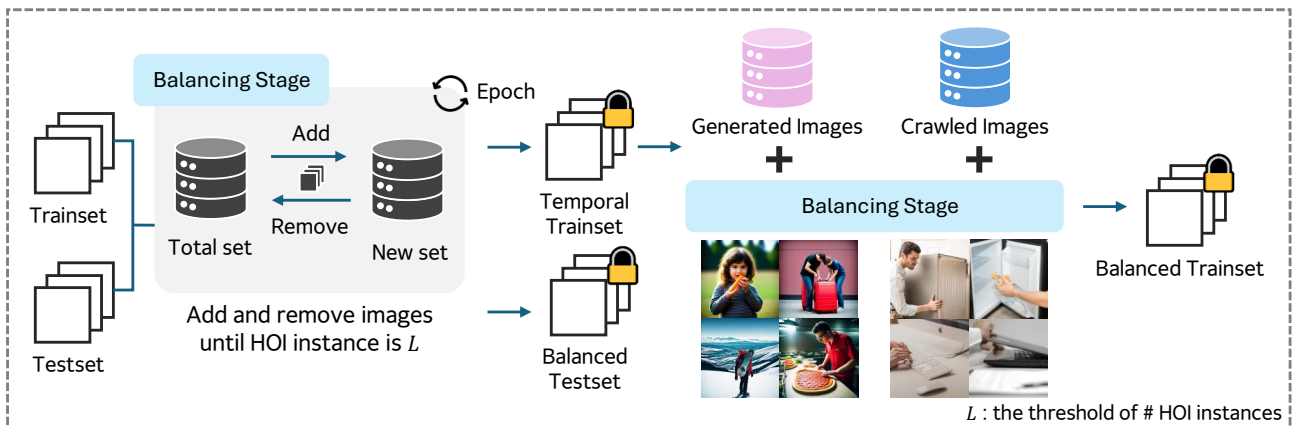 Balancing Stage
Epoch
Add
Remove
Trainset
Testset
Total set
New set
Add and remove images
until HOI instance is L
Temporal
Trainset
Balanced
Testset
Generated Images
Crawled Images
+
+
Balancing Stage
Balanced Trainset
L : the threshold of # HOI instances